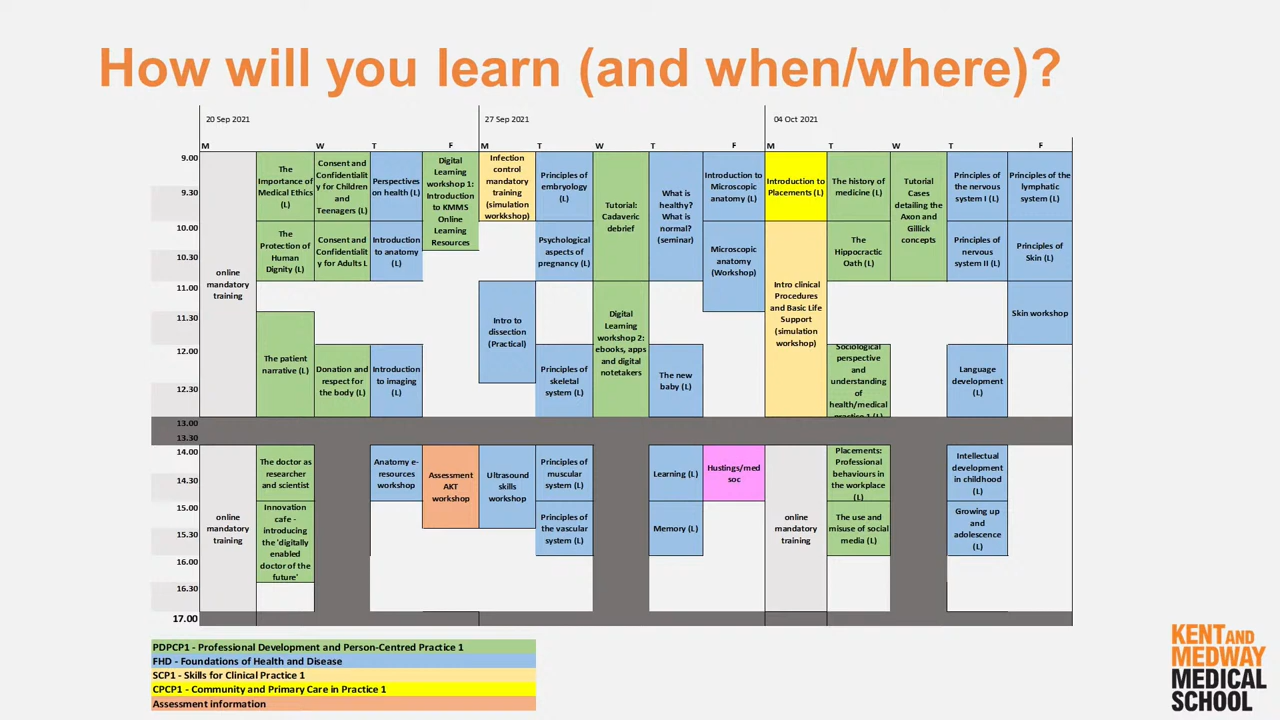 How will you learn (and when/where)?
20 Sep 2021
27 Sep 2021
04 Oct 2021
M
W
T
F
M
T
W
T
F
M
T
W
T
F
9.00
9.30
10.00
10.30
11.00
11.30
12.00
12.30
13.00
13.30
14.00
14.30
15.00
15.30
16.00
16.30
17.00
online
mandatory
training
The
Importance of
Medical Ethics
(L)
The
Protection of
Human
Dignity (L)
The patient
narrative (L)
Consent and
Confidentialit
y for Children
and
Teenagers (L)
Consent and
Confidentialit
y for Adults L
Donation and
respect for
the body (L)
Perspectives
on health (L)
Introduction
to anatomy
(L)
Introduction
to imaging
(L)
Digital
Learning
workshop 1:
Introduction
to KMMS
Online
Learning
Resources
Infection
control
mandatory
training
(simulation
workkshop)
Intro to
dissection
(Practical)
Principles of
embryology
(L)
Psychological
aspects of
pregnancy (L)
Principles of
skeletal
system (L)
Tutorial:
Cadaveric
debrief
Digital
Learning
workshop 2:
ebooks, apps
and digital
notetakers
What is
healthy?
What is
normal?
(seminar)
The new
baby (L)
Introduction to
Microscopic
anatomy (L)
Microscopic
anatomy
(Workshop)
Introduction to
Placements (L)
Intro clinical
Procedures
and Basic Life
Support
(simulation
workshop)
The history of
medicine (L)
The
Hippocractic
Oath (L)
Sociological
perspective
and
understanding
of
health/medical
practice 1 (L)
Tutorial
Cases
detailing the
Axon and
Gillick
concepts
Principles of
the nervous
system I (L)
Principles of
nervous
system II (L)
Language
development
(L)
Principles of the
lymphatic
system (L)
Principles of
Skin (L)
Skin workshop
online
mandatory
training
The doctor as
researcher
and scientist
Innovation
cafe -
introducing
the 'digitally
enabled
doctor of the
future'
Anatomy e-
resources
workshop
Assessment
AKT
workshop
Ultrasound
skills
workshop
Principles of
muscular
system (L)
Principles of
the vascular
system (L)
Learning (L)
Memory (L)
Hustings/med
soc
online
mandatory
training
Placements:
Professional
behaviours in
the workplace
(L)
The use and
misuse of social
media (L)
Intellectual
development
in childhood
(L)
Growing up
and
adolescence
(L)
PDPCP1 - Professional Development and Person-Centred Practice 1
FHD - Foundations of Health and Disease
SCP1 - Skills for Clinical Practice 1
CPCP1 - Community and Primary Care in Practice 1
Assessment information
KENT AND
MEDWAY
MEDICAL
SCHOOL